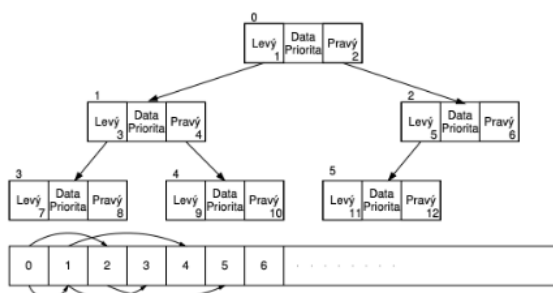 0
Levý 1 Data Priorita Pravý 2
1
Levý 3 Data Priorita Pravý 4
2
Levý 5 Data Priorita Pravý 6
3
Levý 7 Data Priorita Pravý 8
4
Levý 9 Data Priorita Pravý 10
5
Levý 11 Data Priorita Pravý 12
0 1 2 3 4 5 6 . . . . . . . .